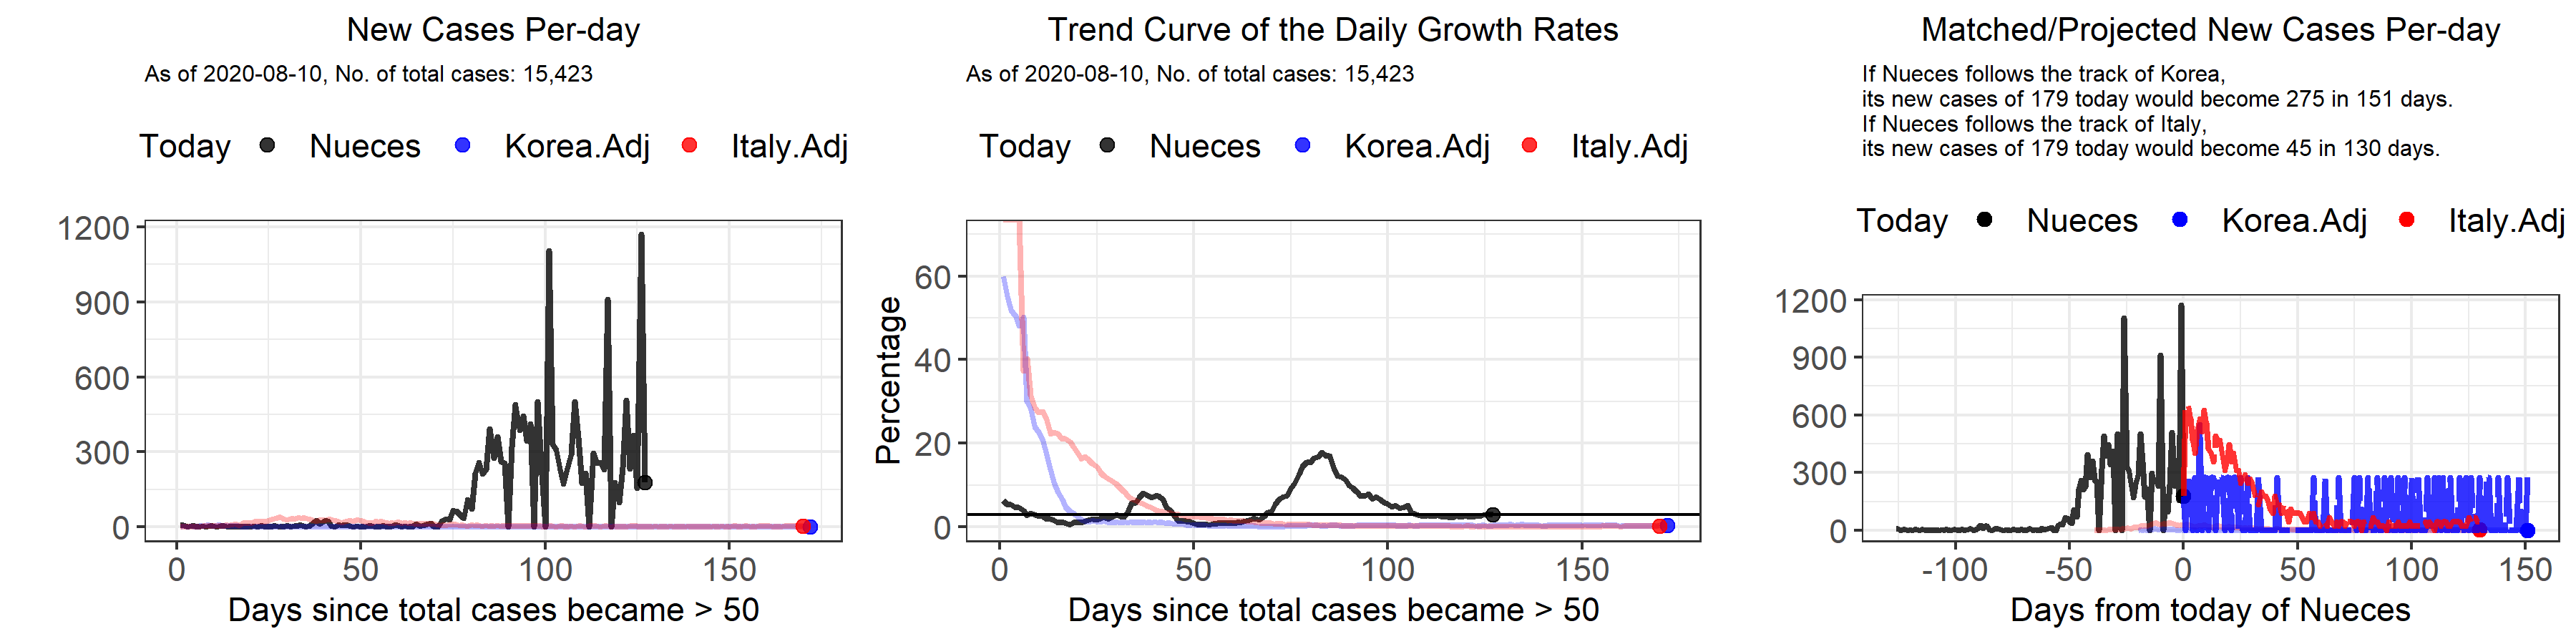 New Cases Per-day
As of 2020-08-10, No. of total cases: 15,423
Today Nueces Korea.Adj Italy.Adj
1200
900
600
300
0
0 50 100 150
Days since total cases became > 50
Trend Curve of the Daily Growth Rates
As of 2020-08-10, No. of total cases: 15,423
Today Nueces Korea.Adj Italy.Adj
Percentage
60
40
20
0
0 50 100 150
Days since total cases became > 50
Matched/Projected New Cases Per-day
If Nueces follows the track of Korea,
its new cases of 179 today would become 275 in 151 days.
If Nueces follows the track of Italy,
its new cases of 179 today would become 45 in 130 days.
Today Nueces Korea.Adj Italy.Adj
1200
900
600
300
0
-100 -50 0 50 100 150
Days from today of Nueces